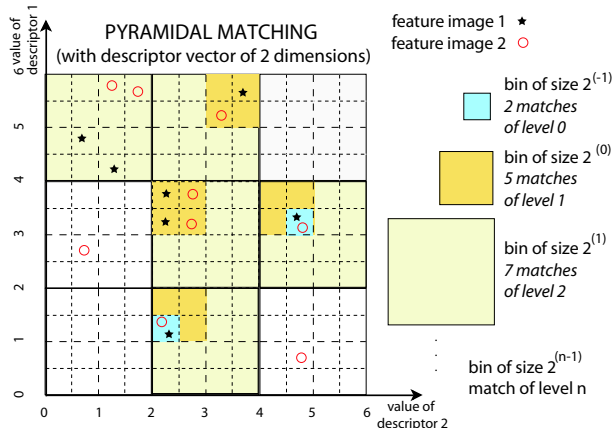 PYRAMIDAL MATCHING
(with descriptor vector of 2 dimensions)
feature image 1
feature image 2
value of
descriptor 1
6
5
4
3
2
1
0
0 1 2 3 4 5 6
value of
descriptor 2
bin of size 2(-1)
2 matches
of level 0
bin of size 2(0)
5 matches
of level 1
bin of size 2(1)
7 matches
of level 2
bin of size 2(n-1)
match of level n